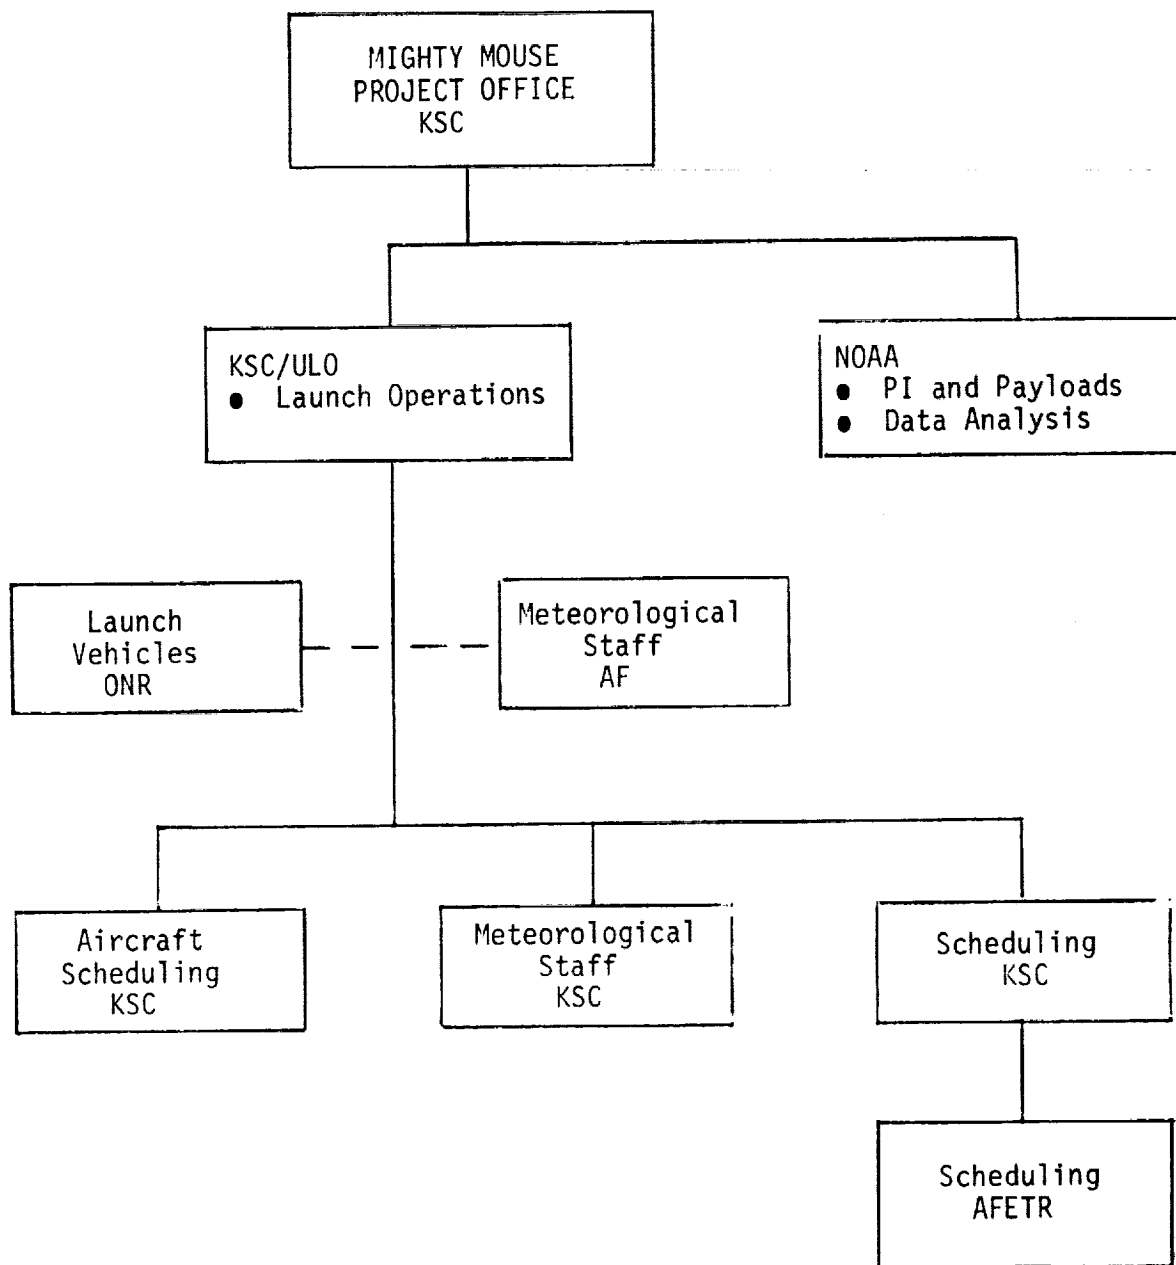 MIGHTY MOUSE
PROJECT OFFICE
KSC
KSC/ULO
● Launch Operations
NOAA
● PI and Payloads
● Data Analysis
Launch
Vehicles
ONR
Meteorological
Staff
AF
Aircraft
Scheduling
KSC
Meteorological
Staff
KSC
Scheduling
KSC
Scheduling
AFETR